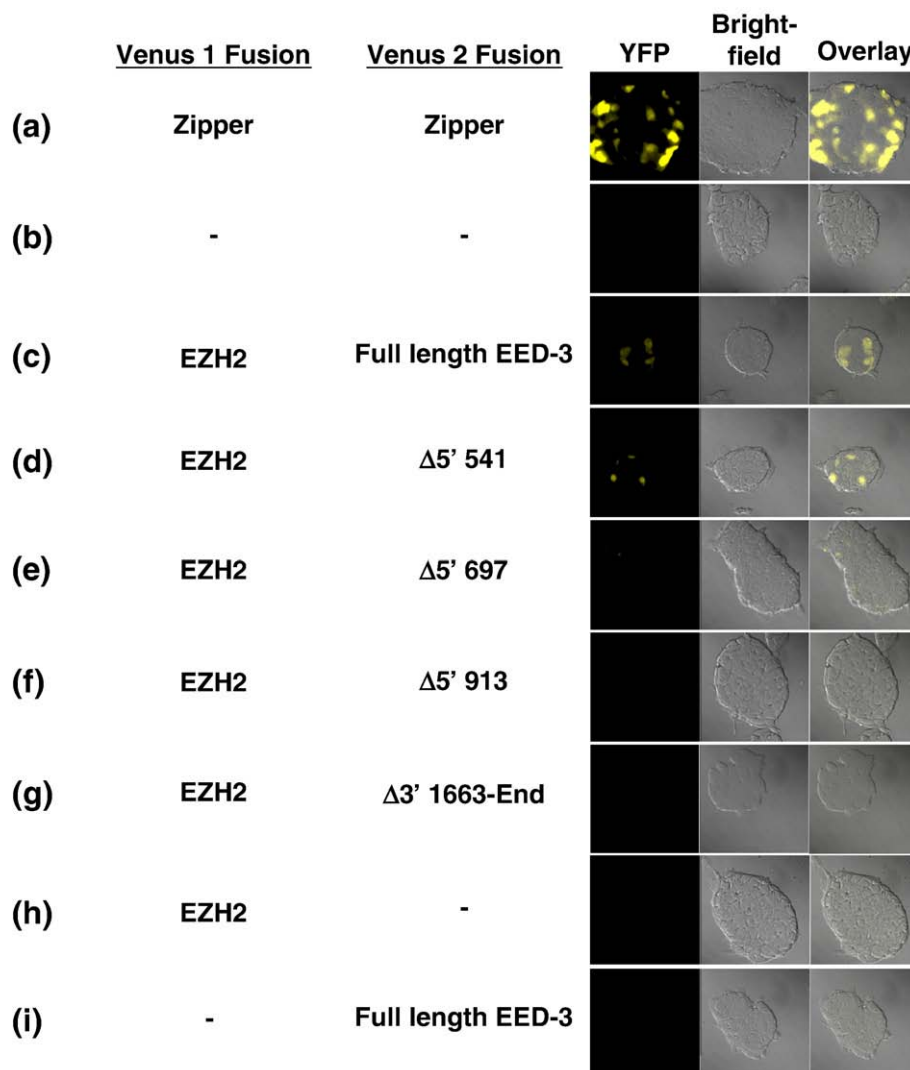 Venus 1 Fusion Venus 2 Fusion YFP Bright-field Overlay
(a) Zipper Zipper
(b) - -
(c) EZH2 Full length EED-3
(d) EZH2 Δ5' 541
(e) EZH2 Δ5' 697
(f) EZH2 Δ5' 913
(g) EZH2 Δ3' 1663-End
(h) EZH2 -
(i) - Full length EED-3